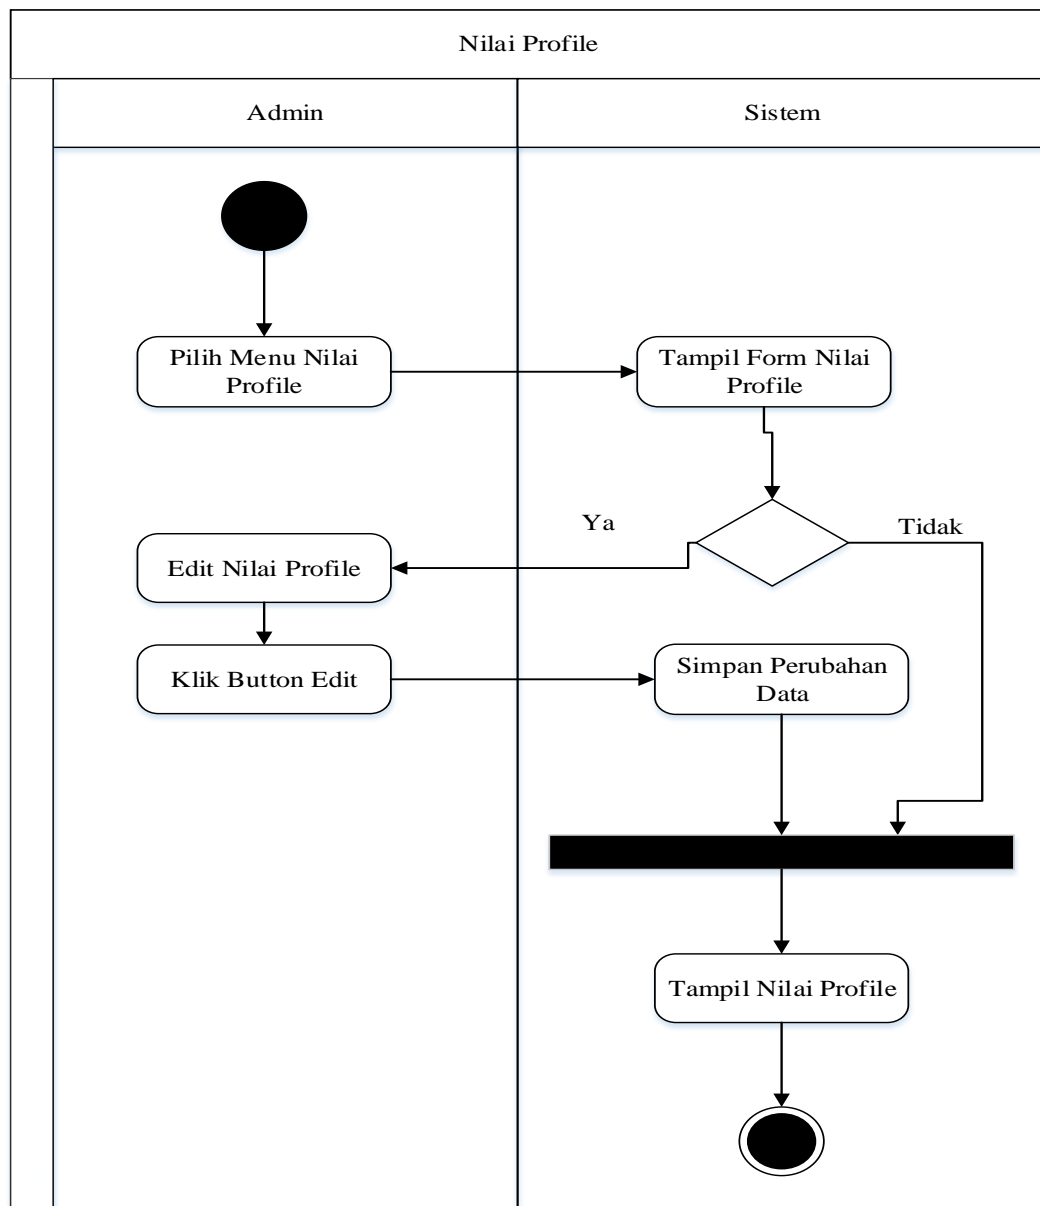 Nilai Profile
Admin
Sistem
Pilih Menu Nilai
Profile
Tampil Form Nilai
Profile
Ya
Tidak
Edit Nilai Profile
Klik Button Edit
Simpan Perubahan
Data
Tampil Nilai Profile